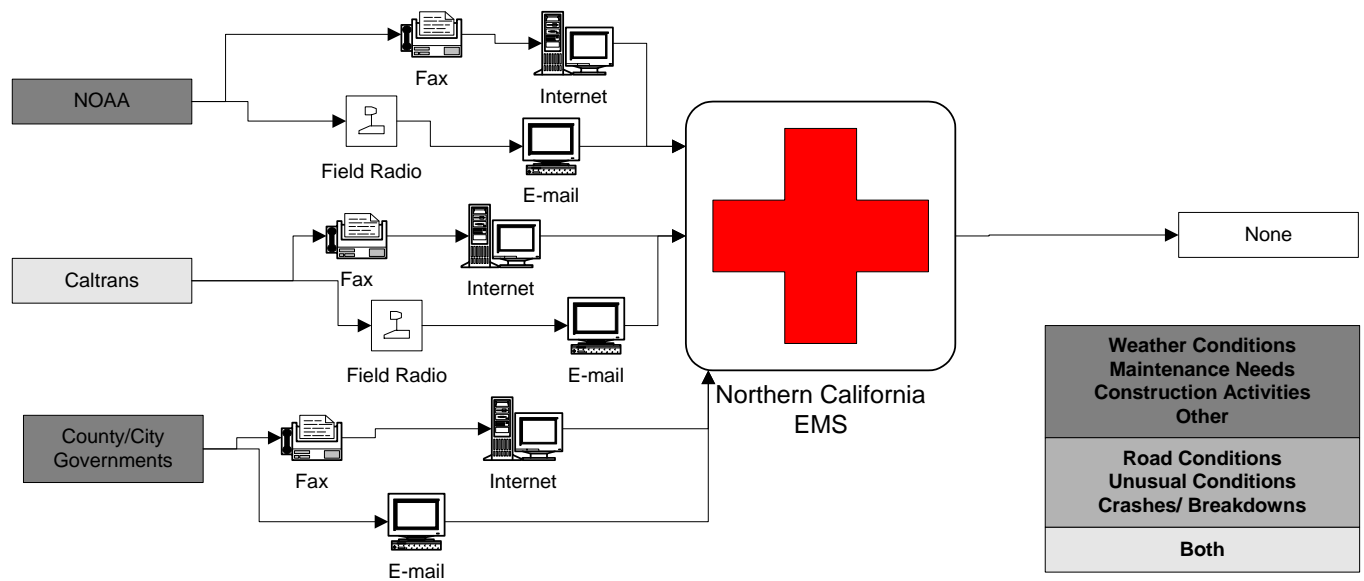 Fax
Internet
NOAA
Field Radio
E-mail
Fax
Internet
Caltrans
Field Radio
E-mail
County/City
Governments
Fax
Internet
E-mail
Northern California
EMS
None
Weather Conditions
Maintenance Needs
Construction Activities
Other
Road Conditions
Unusual Conditions
Crashes/ Breakdowns
Both